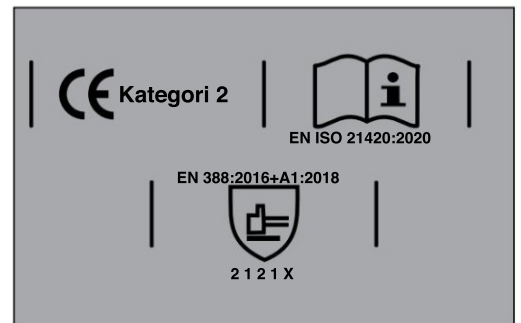 CE Kategori 2
i
EN ISO 21420:2020
EN 388:2016+A1:2018
2 1 2 1 X